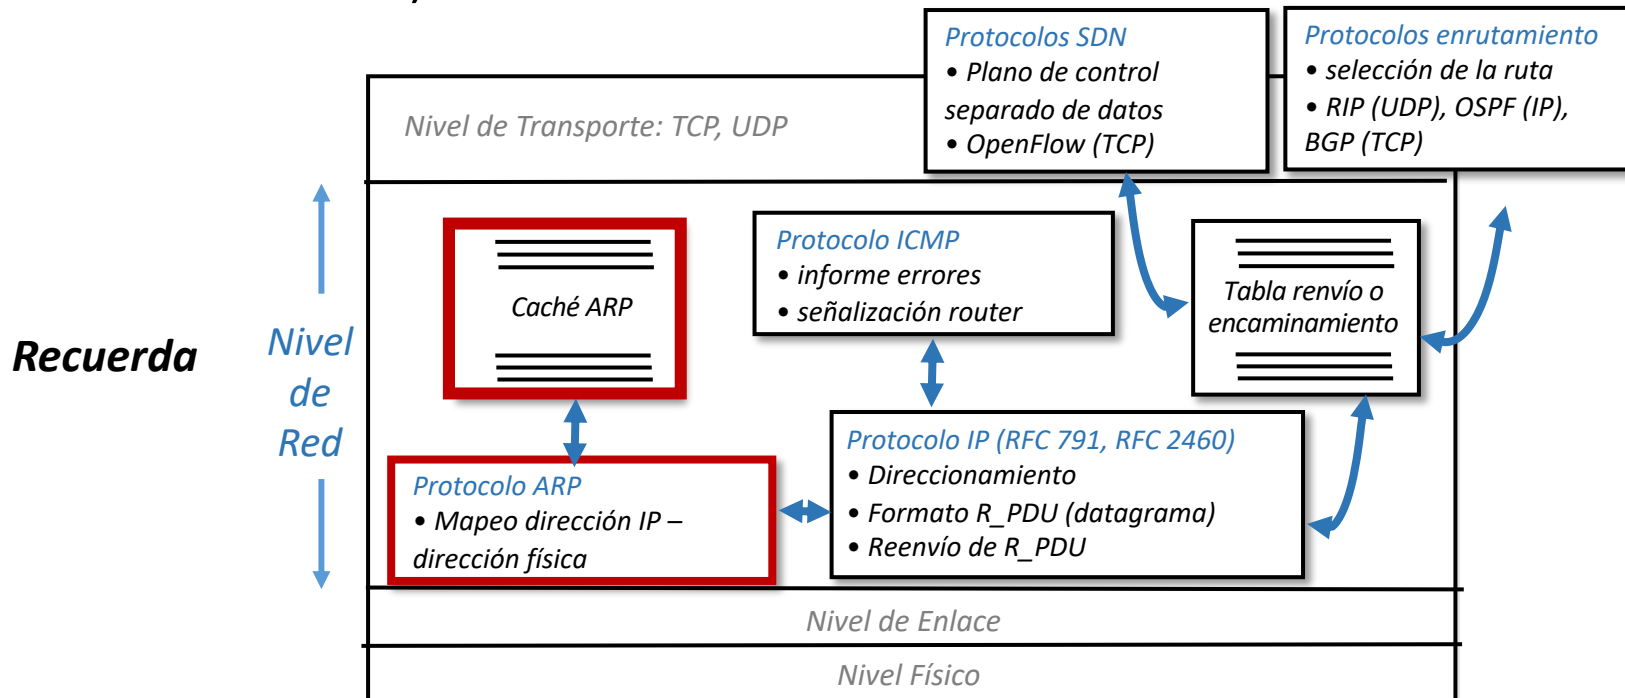 Protocolos SDN
• Plano de control
separado de datos
• OpenFlow (TCP)
Protocolos enrutamiento
• selección de la ruta
• RIP (UDP), OSPF (IP),
BGP (TCP)
Nivel de Transporte: TCP, UDP
Recuerda
Nivel
de
Red
Caché ARP
Protocolo ICMP
• informe errores
• señalización router
Tabla renvío o
encaminamiento
Protocolo ARP
• Mapeo dirección IP –
dirección física
Protocolo IP (RFC 791, RFC 2460)
• Direccionamiento
• Formato R_PDU (datagrama)
• Reenvío de R_PDU
Nivel de Enlace
Nivel Físico